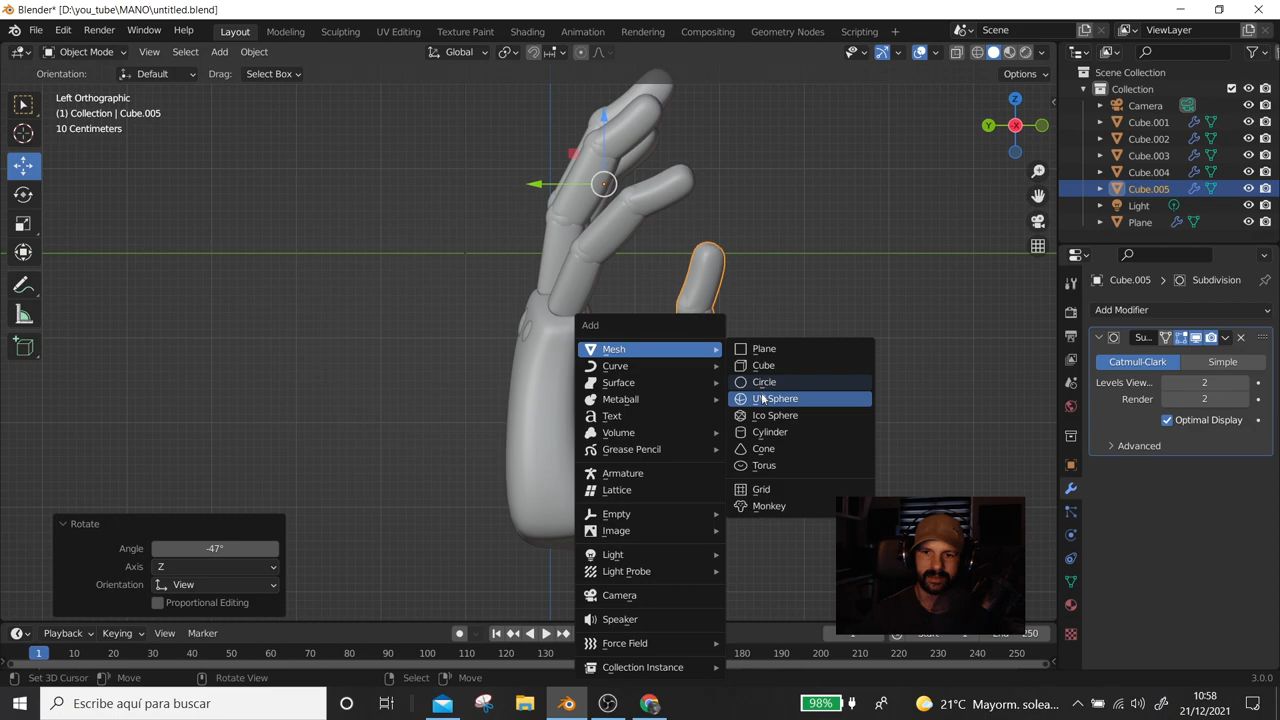 Blender* [D:\you_tube\MANO\untitled.blend]
File Edit Render Window Help Layout Modeling Sculpting UV Editing Texture Paint Shading Animation Rendering Compositing Geometry Nodes Scripting + Scene ViewLayer
Object Mode View Select Add Object Global
Orientation: Default Drag: Select Box Options
Left Orthographic
(1) Collection | Cube.005
10 Centimeters
Z
Y X
Scene Collection
Collection
Camera
Cube.001
Cube.002
Cube.003
Cube.004
Cube.005
Light
Plane
Cube.005 > Subdivision
Add Modifier
Su...
Catmull-Clark Simple
Levels View... 2
Render 2
Optimal Display
Advanced
Add
Mesh
Curve
Surface
Metaball
Text
Volume
Grease Pencil
Armature
Lattice
Empty
Image
Light
Light Probe
Camera
Speaker
Force Field
Collection Instance
Plane
Cube
Circle
UV Sphere
Ico Sphere
Cylinder
Cone
Torus
Grid
Monkey
Rotate
Angle -47°
Axis Z
Orientation View
Proportional Editing
Playback Keying View Marker 1 Start 1 End 250
1 10 20 30 40 50 60 70 80 90 100 110 120 130 180 190 200 210 220 230 240 250
Set 3D Cursor Move Rotate View Select Move 3.0.0
Escribe aquí para buscar 98% 21°C Mayorm. solea... 10:58
21/12/2021